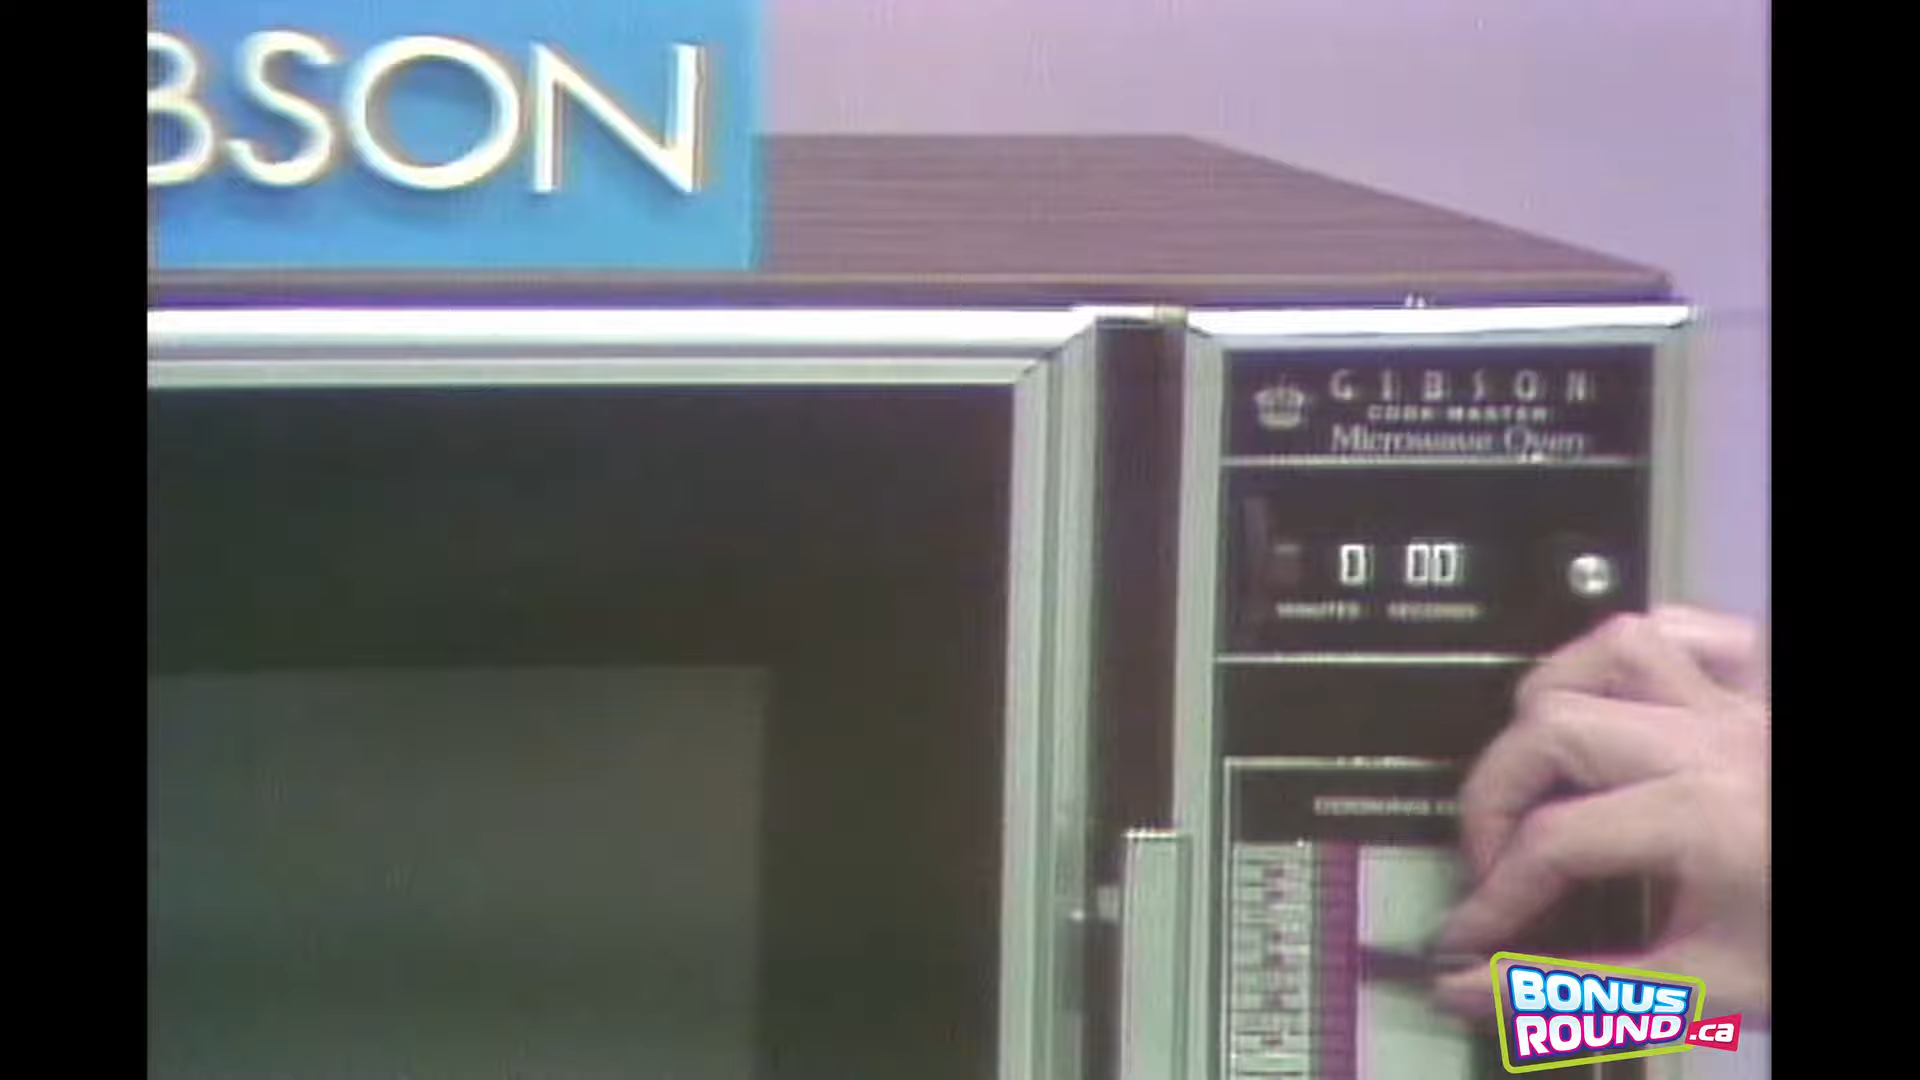 BSON
GIBSON
COOK MASTER
Microwave Oven
0 00
MINUTES SECONDS
BONUS
ROUND.ca